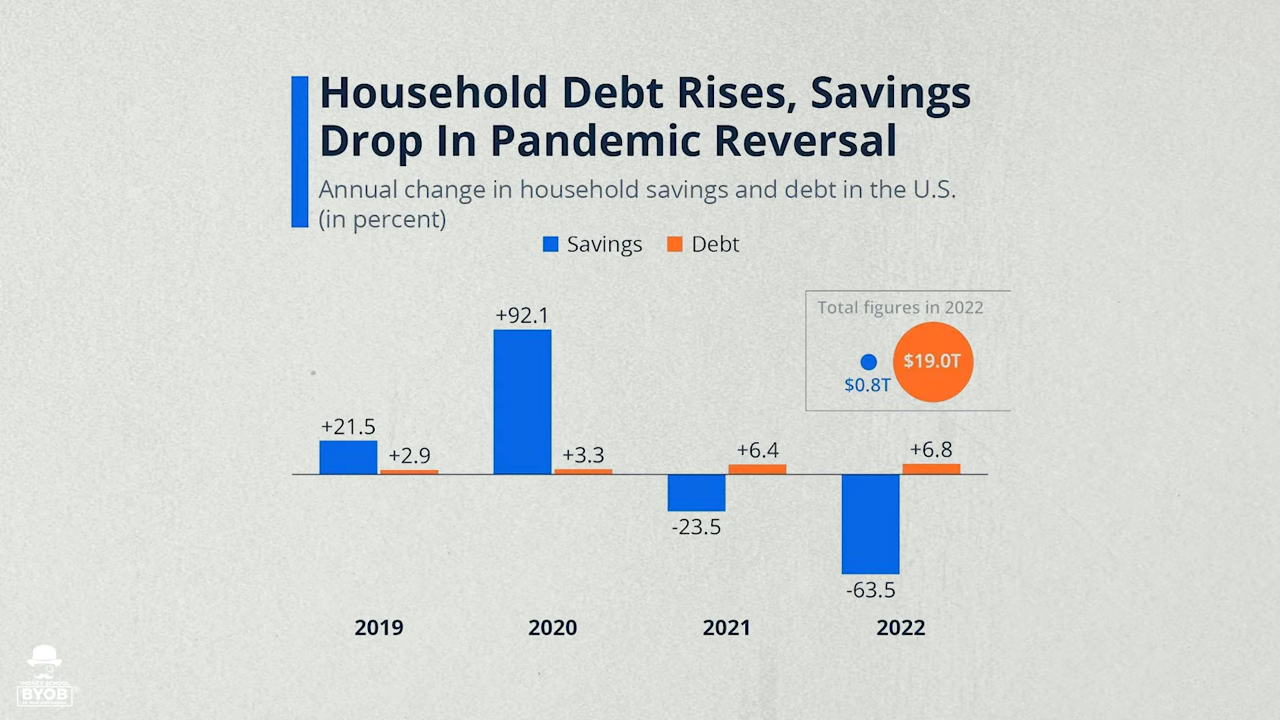 Household Debt Rises, Savings
Drop In Pandemic Reversal
Annual change in household savings and debt in the U.S.
(in percent)
Savings Debt
Total figures in 2022
$0.8T $19.0T
+21.5 +2.9 +92.1 +3.3 -23.5 +6.4 -63.5 +6.8
2019 2020 2021 2022
BYOB